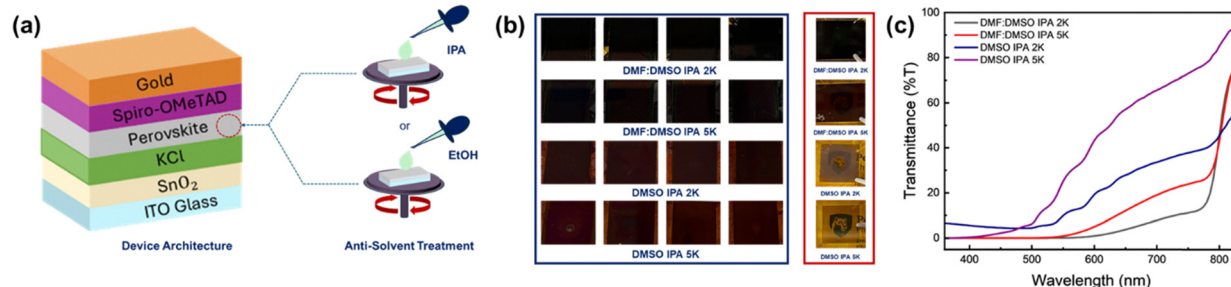 (a)
Gold
Spiro-OMeTAD
Perovskite
KCl
SnO₂
ITO Glass
Device Architecture
IPA
or
EtOH
Anti-Solvent Treatment
(b)
DMF:DMSO IPA 2K
DMF:DMSO IPA 5K
DMSO IPA 2K
DMSO IPA 5K
DMF:DMSO IPA 2K
DMF:DMSO IPA 5K
DMSO IPA 2K
DMSO IPA 5K
(c)
DMF:DMSO IPA 2K
DMF:DMSO IPA 5K
DMSO IPA 2K
DMSO IPA 5K
Transmittance (%T)
100
80
60
40
20
0
400 500 600 700 800
Wavelength (nm)